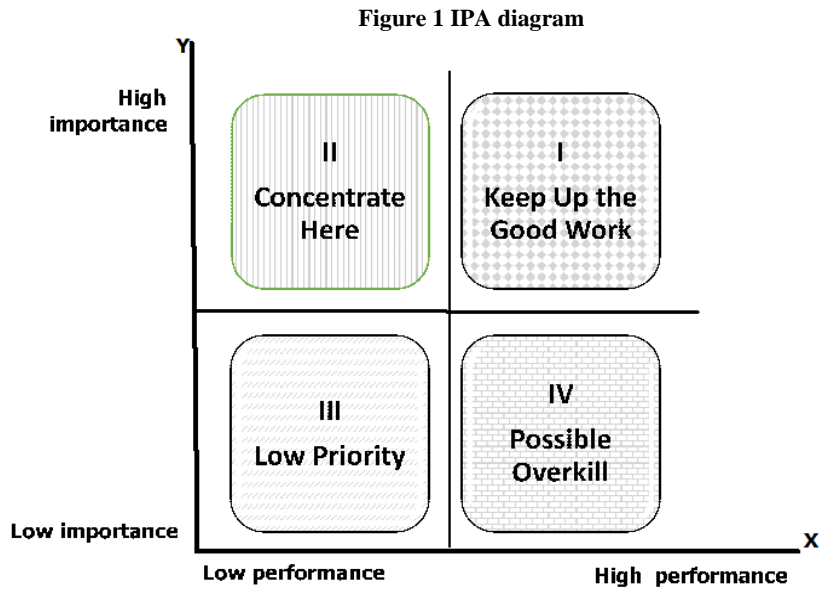 Figure 1 IPA diagram
Y
High
importance
II
Concentrate
Here
I
Keep Up the
Good Work
III
Low Priority
IV
Possible
Overkill
Low importance
X
Low performance
High performance